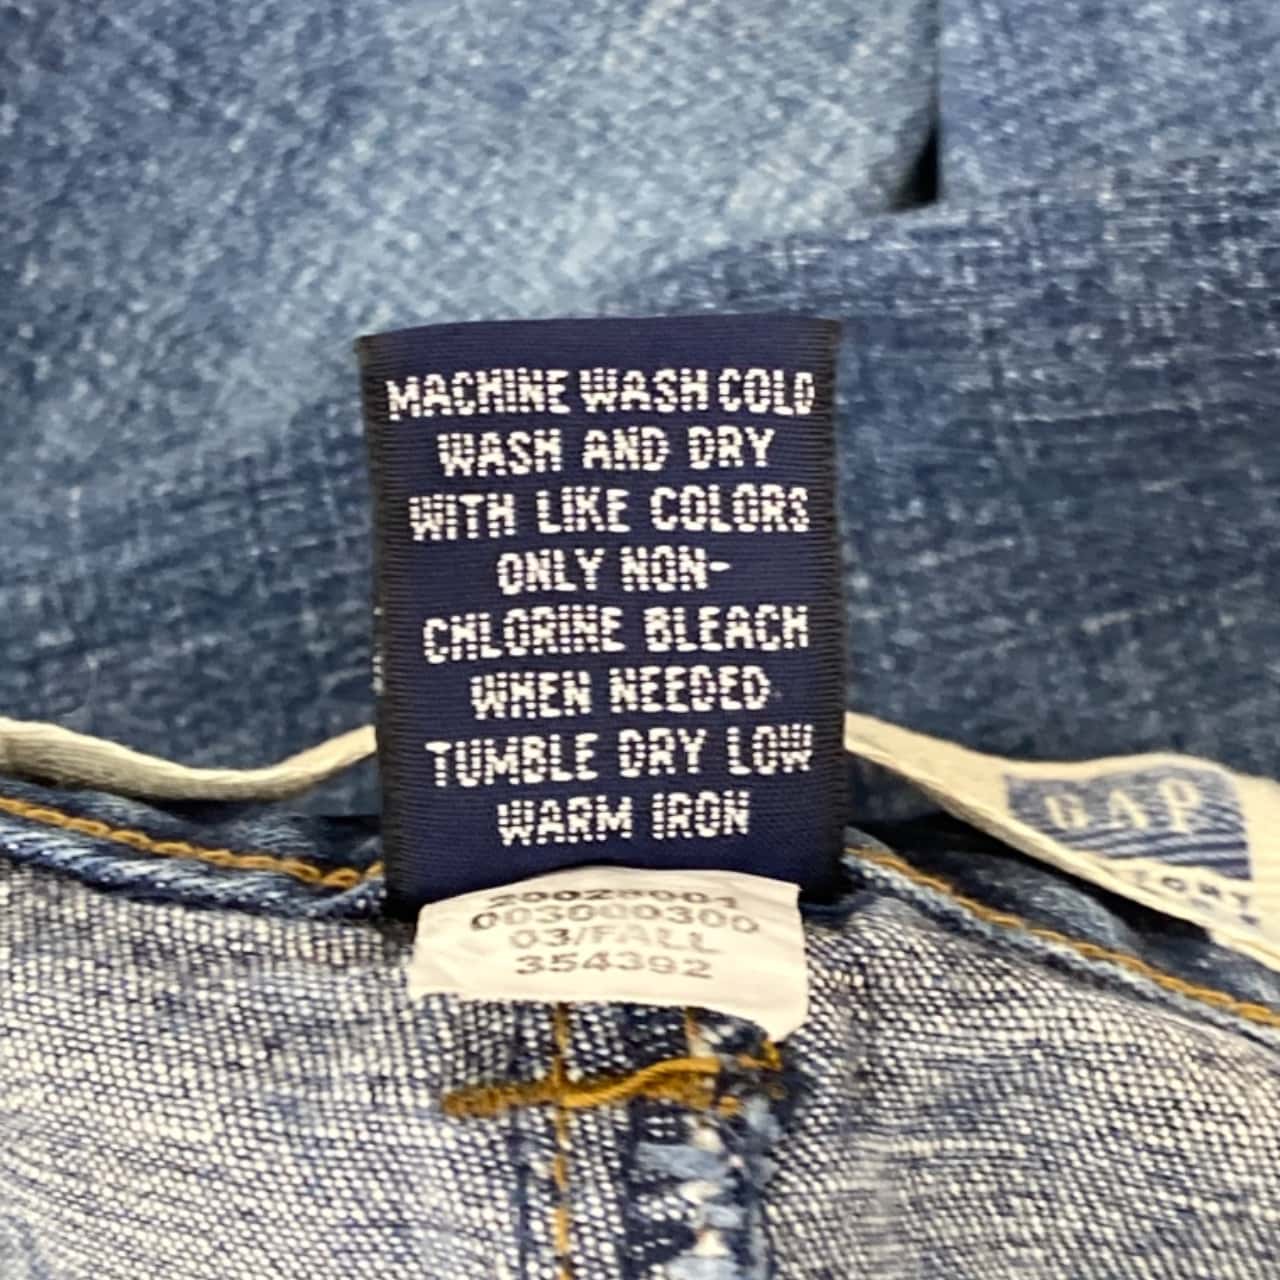 MACHINE WASH COLD
WASH AND DRY
WITH LIKE COLORS
ONLY NON-
CHLORINE BLEACH
WHEN NEEDED
TUMBLE DRY LOW
WARM IRON
GAP
003000300
03/FALL
354392